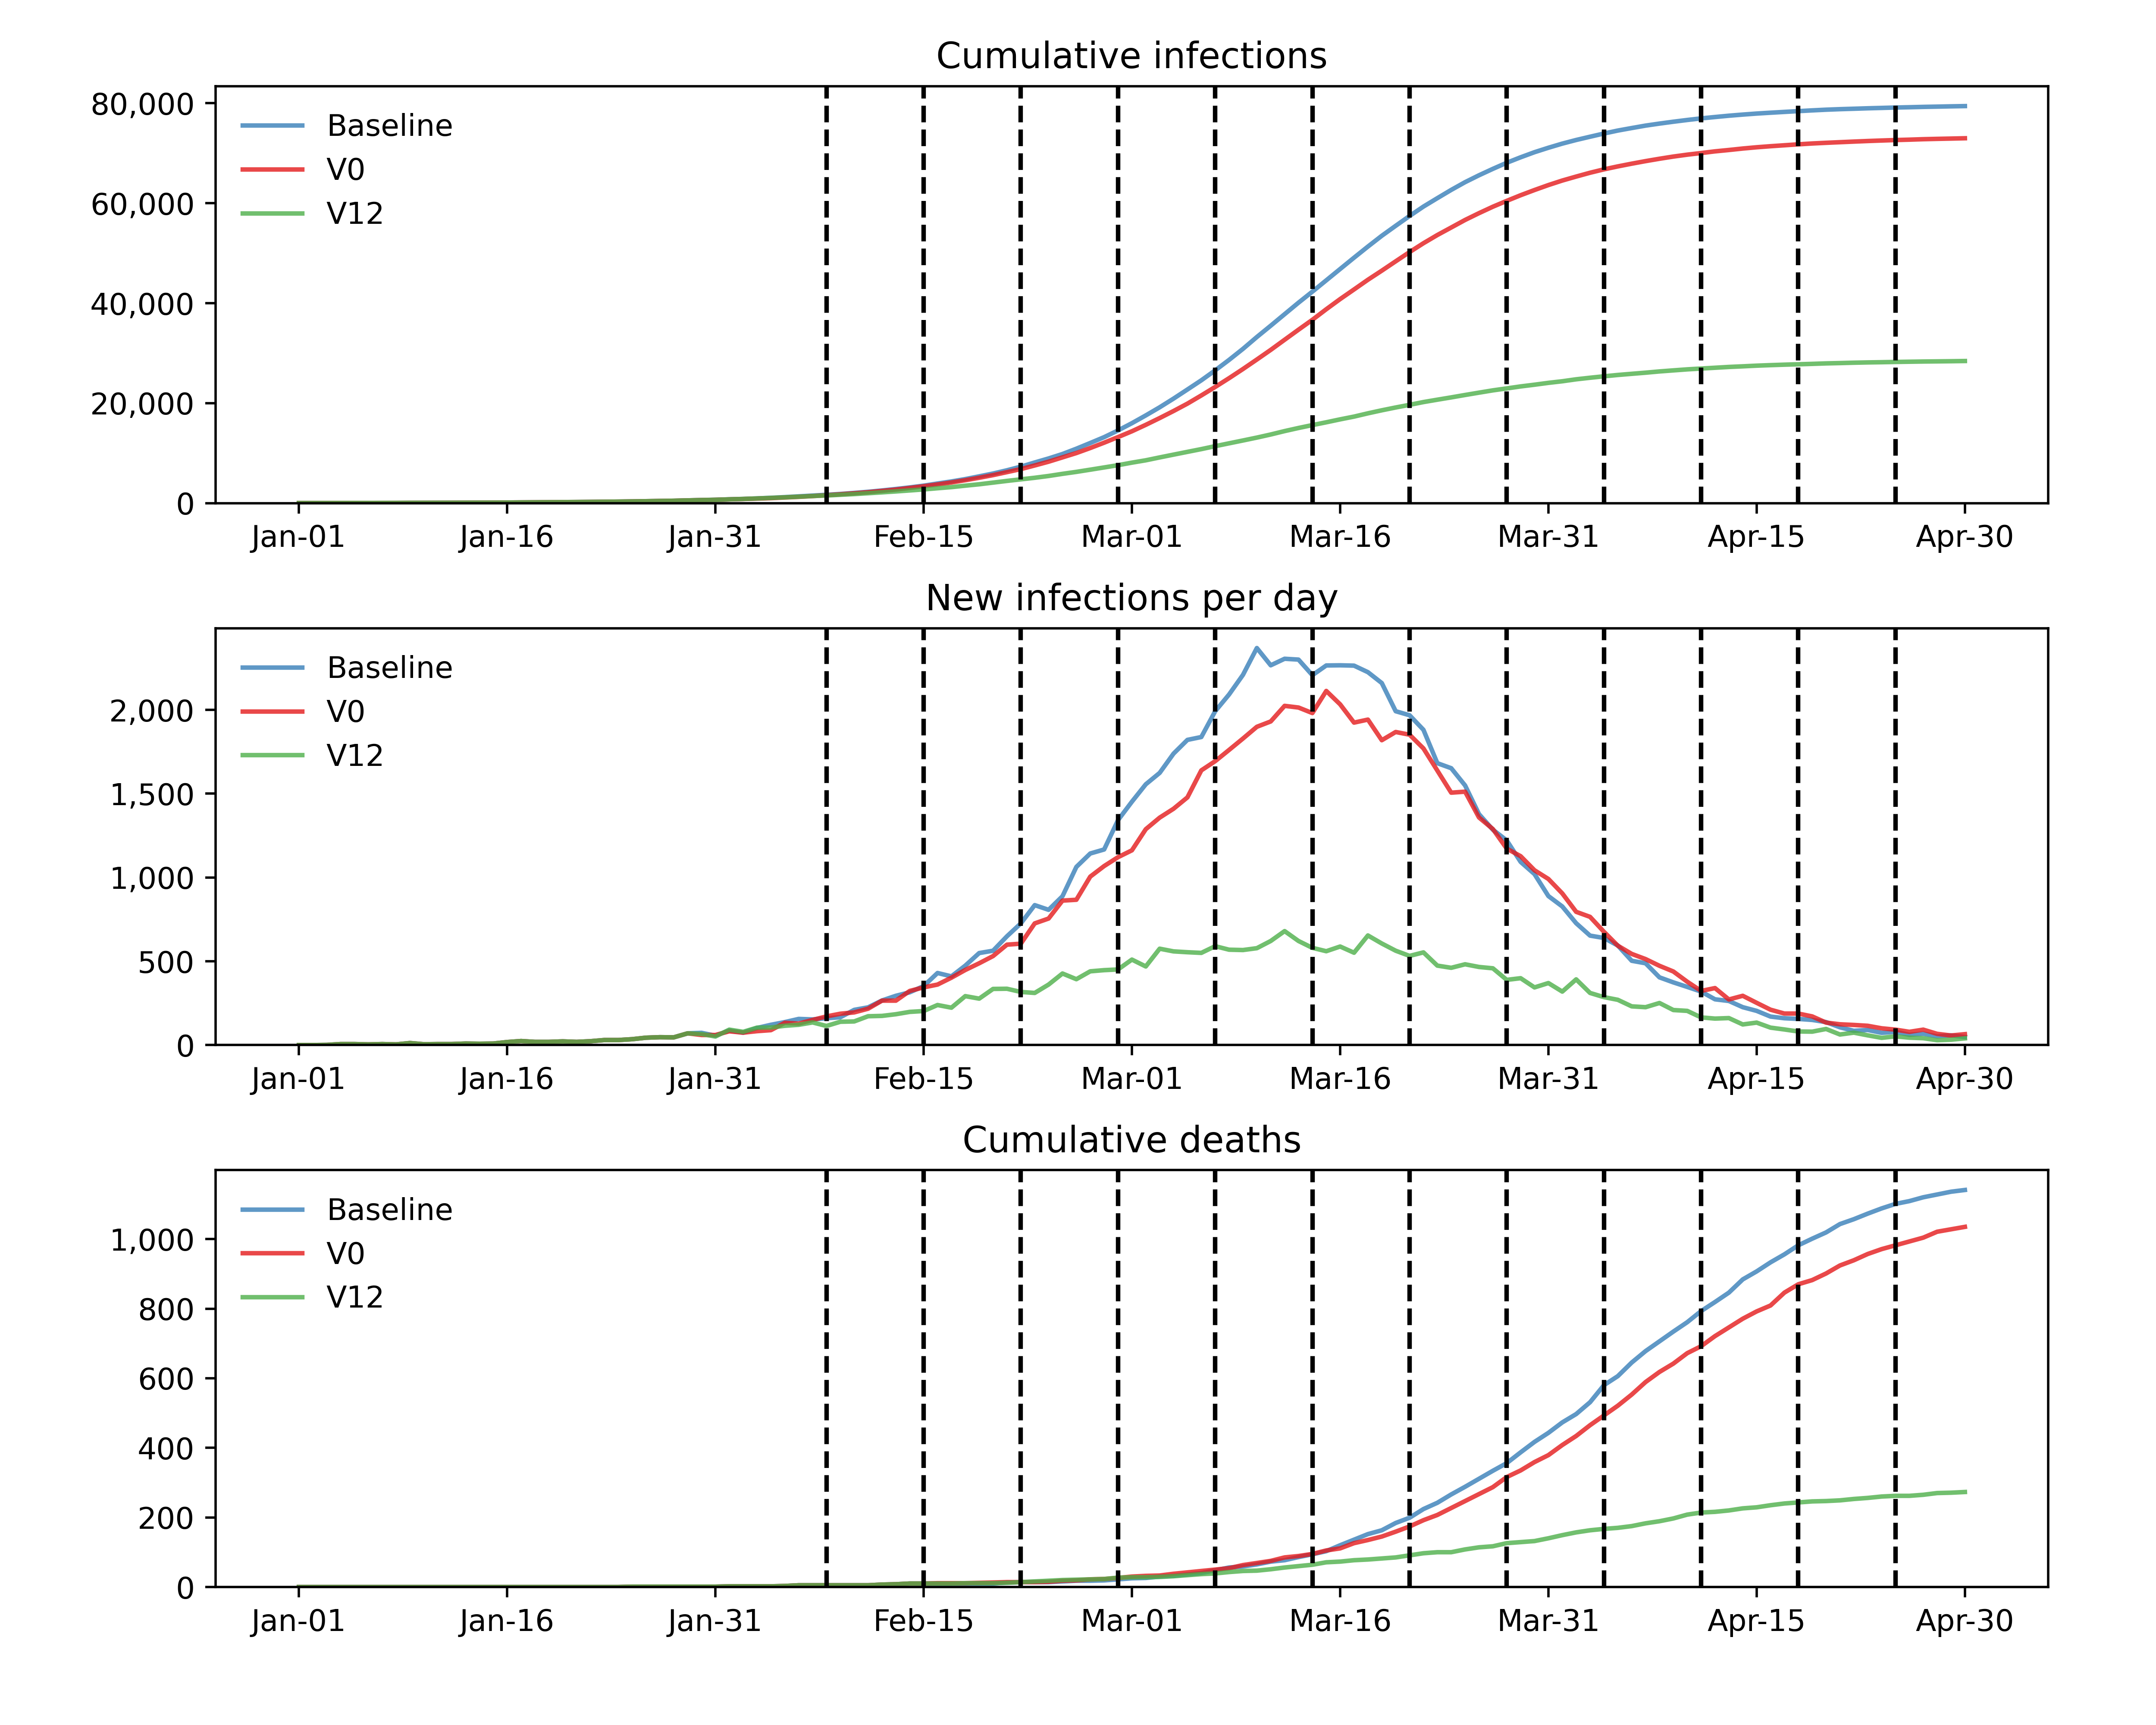 Cumulative infections
80,000
60,000
40,000
20,000
0
Baseline
V0
V12
Jan-01 Jan-16 Jan-31 Feb-15 Mar-01 Mar-16 Mar-31 Apr-15 Apr-30
New infections per day
2,000
1,500
1,000
500
0
Baseline
V0
V12
Jan-01 Jan-16 Jan-31 Feb-15 Mar-01 Mar-16 Mar-31 Apr-15 Apr-30
Cumulative deaths
1,000
800
600
400
200
0
Baseline
V0
V12
Jan-01 Jan-16 Jan-31 Feb-15 Mar-01 Mar-16 Mar-31 Apr-15 Apr-30